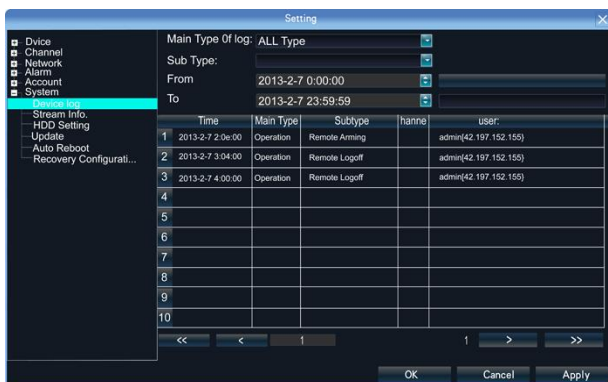 Setting
X
Dvice
Channel
Network
Alarm
Account
System
Device log
Stream Info.
HDD Setting
Update
Auto Reboot
Recovery Configurati...
Main Type 0f log: ALL Type
Sub Type:
From 2013-2-7 0:00:00
To 2013-2-7 23:59:59
Time Main Type Subtype hanne user:
1 2013-2-7 2:0e:00 Operation Remote Arming admin{42.197.152.155}
2 2013-2-7 3:04:00 Operation Remote Logoff admin{42.197.152.155}
3 2013-2-7 4:00:00 Operation Remote Logoff admin{42.197.152.155}
4
5
6
7
8
9
10
<< < 1 1 > >>
OK Cancel Apply